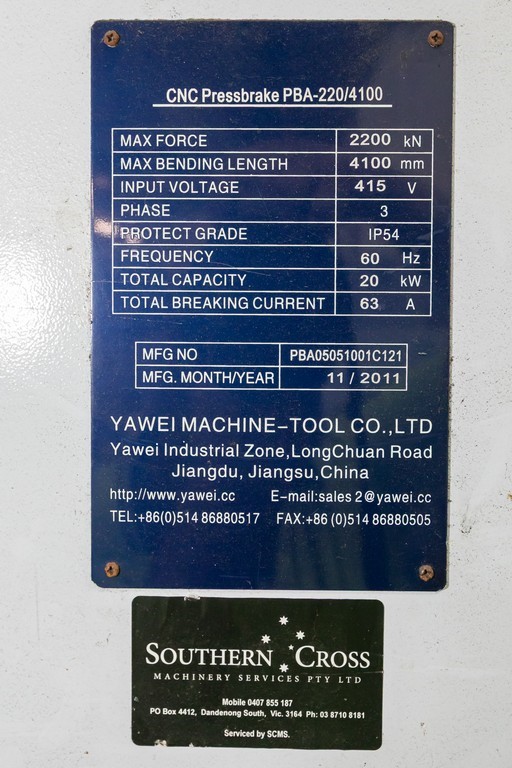 CNC Pressbrake PBA-220/4100
MAX FORCE 2200 kN
MAX BENDING LENGTH 4100 mm
INPUT VOLTAGE 415 V
PHASE 3
PROTECT GRADE IP54
FREQUENCY 60 Hz
TOTAL CAPACITY 20 kW
TOTAL BREAKING CURRENT 63 A
MFG NO PBA05051001C121
MFG. MONTH/YEAR 11/2011
YAWEI MACHINE-TOOL CO.,LTD
Yawei Industrial Zone,LongChuan Road
Jiangdu, Jiangsu,China
http://www.yawei.cc E-mail:sales2@yawei.cc
TEL:+86(0)514 86880517 FAX:+86 (0)514 86880505
SOUTHERN CROSS
MACHINERY SERVICES PTY LTD
Mobile 0407 855 187
PO Box 4412, Dandenong South, Vic. 3164 Ph: 03 8710 8181
Serviced by SCMS.